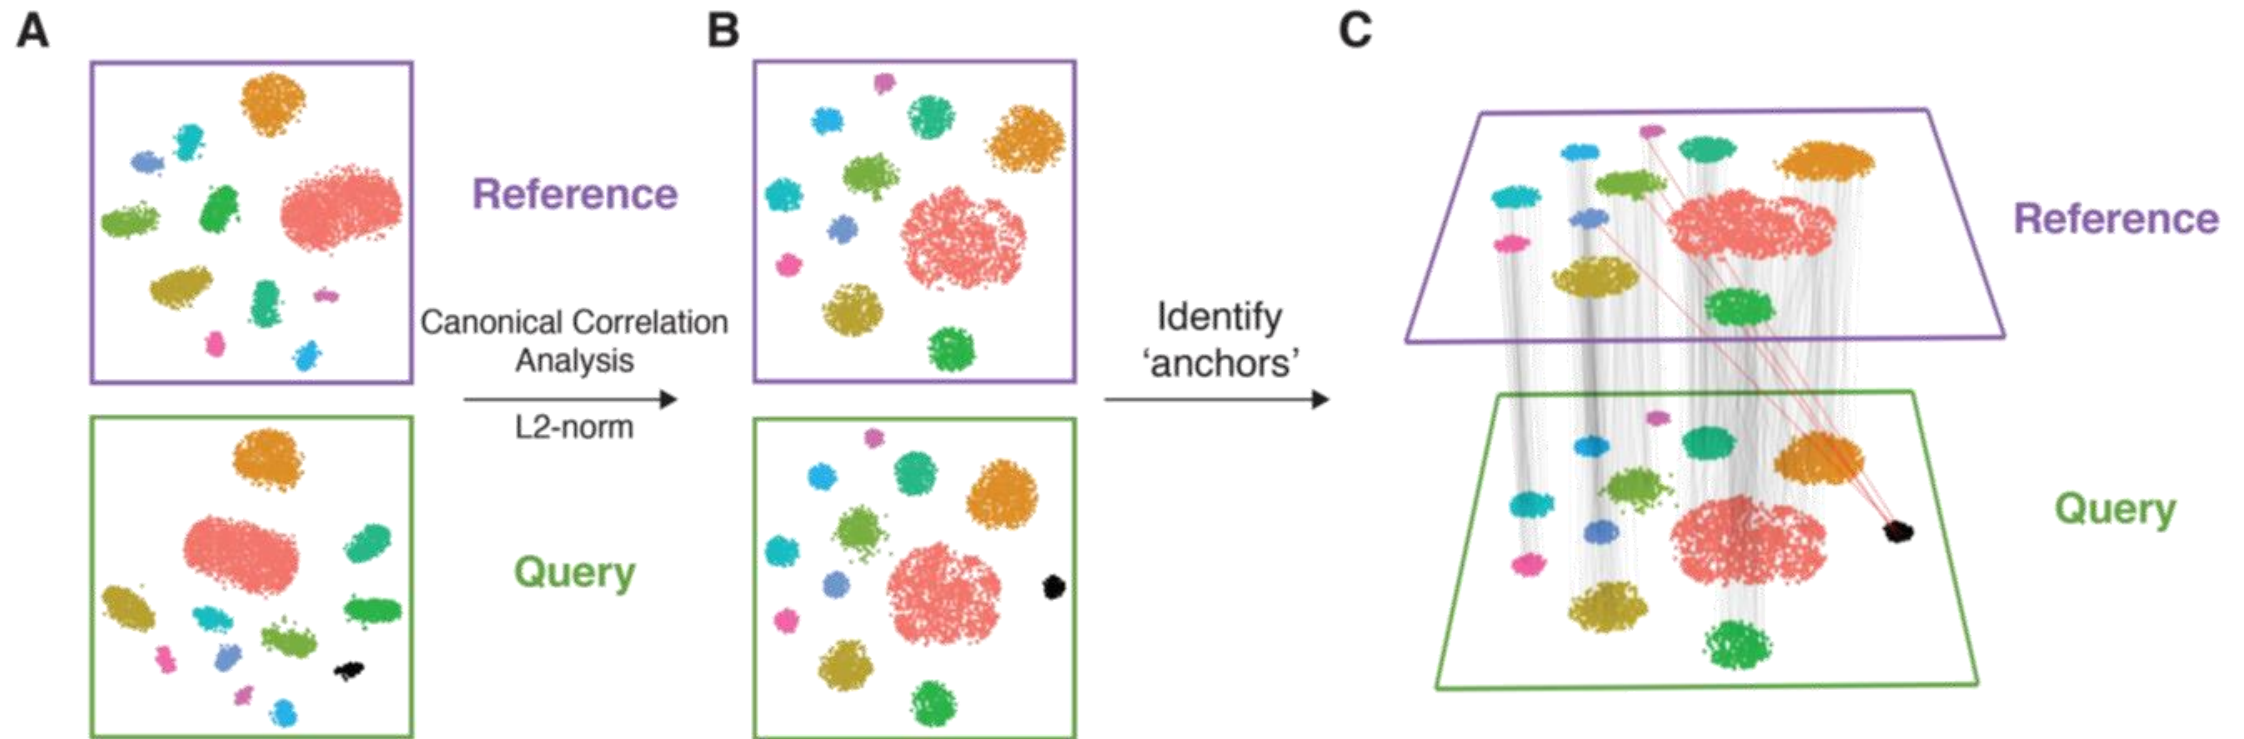 A
B
C
Reference
Canonical Correlation
Analysis
L2-norm
Query
Identify
‘anchors’
Reference
Query